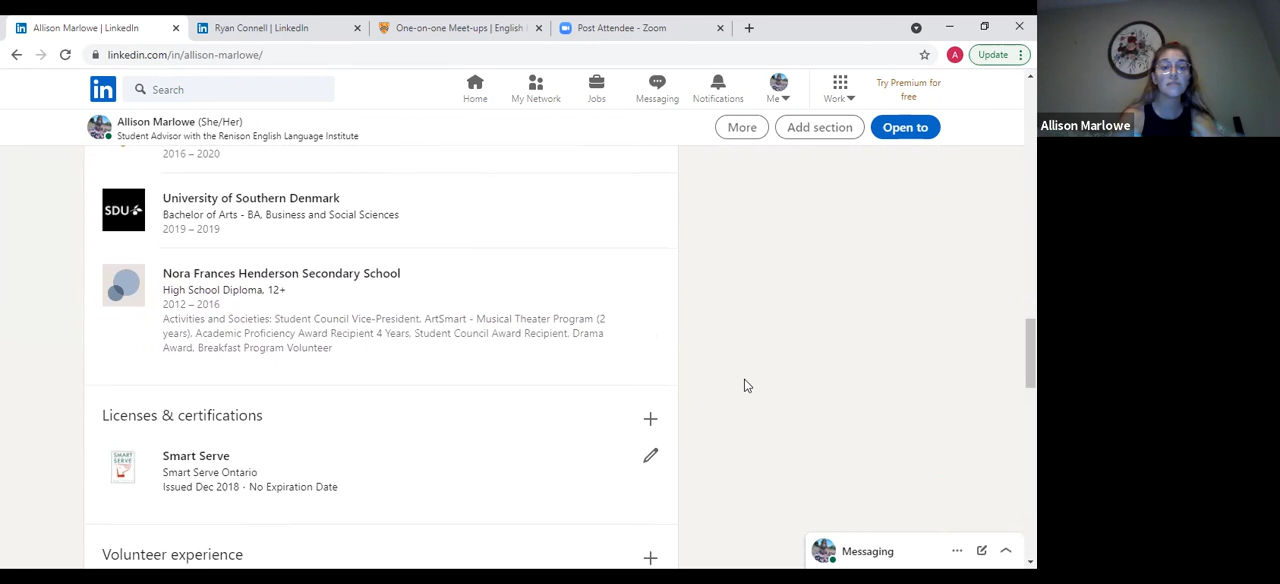 Allison Marlowe | LinkedIn
Ryan Connell | LinkedIn
One-on-one Meet-ups | English
Post Attendee - Zoom
linkedin.com/in/allison-marlowe/
A
Update
in
Search
Home
My Network
Jobs
Messaging
Notifications
Me
Work
Try Premium for
free
Allison Marlowe (She/Her)
Student Advisor with the Renison English Language Institute
More
Add section
Open to
2016 – 2020
SDU
University of Southern Denmark
Bachelor of Arts - BA, Business and Social Sciences
2019 – 2019
Nora Frances Henderson Secondary School
High School Diploma, 12+
2012 – 2016
Activities and Societies: Student Council Vice-President, ArtSmart - Musical Theater Program (2
years), Academic Proficiency Award Recipient 4 Years, Student Council Award Recipient, Drama
Award, Breakfast Program Volunteer
Licenses & certifications
SMART
SERVE
Smart Serve
Smart Serve Ontario
Issued Dec 2018 · No Expiration Date
Volunteer experience
Messaging
Allison Marlowe